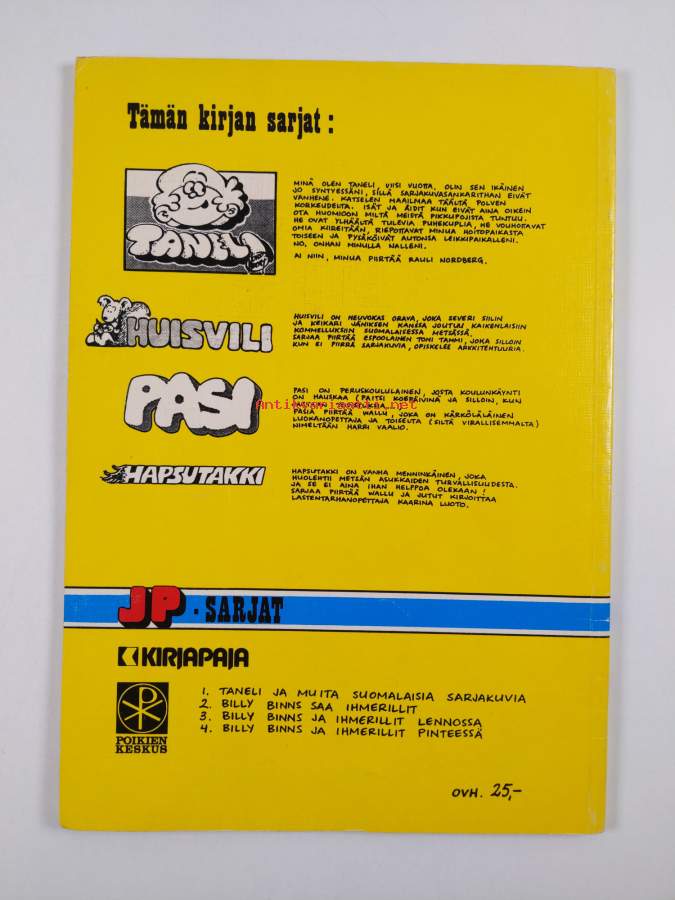 Tämän kirjan sarjat:
TANELI
MINÄ OLEN TANELI, VIISI VUOTTA. OLIN SEN IKÄINEN
JO SYNTYESSÄNI, SILLÄ SARJAKUVASANKARITHAN EIVÄT
VANHENE. KATSELEN MAAILMAA TÄÄLTÄ POLVEN
KORKEUDELTA. ISÄT JA ÄIDIT KUN EIVÄT AINA OIKEIN
OTA HUOMIOON MILTÄ MEISTÄ PIKKUPOJISTA TUNTUU.
HE OVAT YLHÄÄLTÄ TULEVIA PUHEKUPLIA, HE VOUHOTTAVAT
OMIA KIIREITÄÄN, RIEPOTTAVAT MINUA HOITOPAIKASTA
TOISEEN JA PYSÄKÖIVÄT AUTONSA LEIKKIPAIKALLENI.
NO, ONHAN MINULLA NALLENI.
AI NIIN, MINUA PIIRTÄÄ RAULI NORDBERG.
HUISVILI
HUISVILI ON NEUVOKAS ORAVA, JOKA SEVERI SIILIN
JA KEIKARI JÄNIKSEN KANSSA JOUTUU KAIKENLAISIIN
KOMMELLUKSIIN SUOMALAISESSA METSÄSSÄ.
SARJAA PIIRTÄÄ ESPOOLAINEN TONI TAMMI, JOKA SILLOIN
KUN EI PIIRRÄ SARJAKUVIA, OPISKELEE ARKKITEHTUURIA.
PASI
PASI ON PERUSKOULULAINEN, JOSTA KOULUNKÄYNTI
ON HAUSKAA (PAITSI KOEPÄIVINÄ JA SILLOIN, KUN
Antikvariaatti.net
PASIA PIIRTÄÄ WALLU, JOKA ON KÄRKÖLÄLÄINEN
LUOKANOPETTAJA JA TOISELTA (SILTÄ VIRALLISEMMALTA)
NIMELTÄÄN HARRI VAALIO.
HAPSUTAKKI
HAPSUTAKKI ON VANHA MENNINKÄINEN, JOKA
HUOLEHTII METSÄN ASUKKAIDEN TURVALLISUUDESTA.
JA SE EI AINA IHAN HELPPOA OLEKAAN!
SARJAA PIIRTÄÄ WALLU JA JUTUT KIRJOITTAA
LASTENTARHANOPETTAJA KAARINA LUOTO.
JP-SARJAT
KIRJAPAJA
POIKIEN
KESKUS
1. TANELI JA MUITA SUOMALAISIA SARJAKUVIA
2. BILLY BINNS SAA IHMERILLIT
3. BILLY BINNS JA IHMERILLIT LENNOSSA
4. BILLY BINNS JA IHMERILLIT PINTEESSÄ
OVH. 25,-